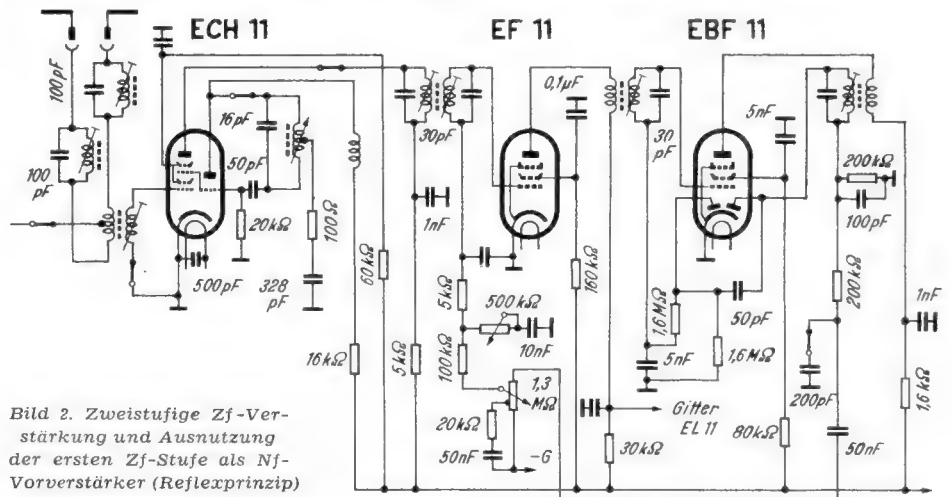 ECH 11
EF 11
EBF 11
100pF
100
pF
16pF
50pF
20kΩ
500pF
328
pF
100Ω
16kΩ
60kΩ
30pF
1nF
5kΩ
5kΩ
500kΩ
100kΩ
10nF
1,3
MΩ
20kΩ
50nF
-G
0,1µF
160kΩ
30kΩ
Gitter
EL 11
30
pF
1,6MΩ
5nF
50pF
1,6MΩ
5nF
80kΩ
200kΩ
100pF
200kΩ
200pF
50nF
1nF
1,6kΩ
Bild 2. Zweistufige Zf-Ver-
stärkung und Ausnutzung
der ersten Zf-Stufe als Nf-
Vorverstärker (Reflexprinzip)